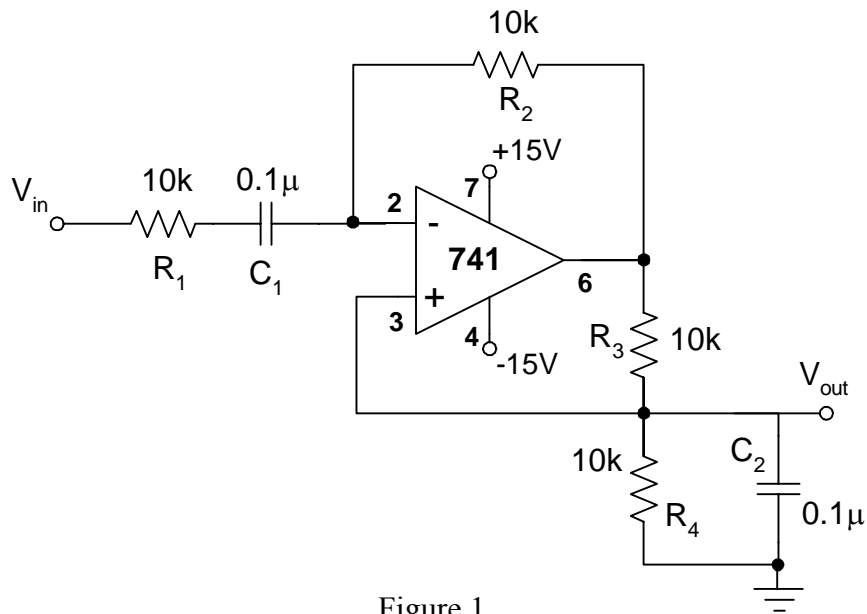 10k
R2
+15V
Vin
10k
0.1μ
7
2
-
741
R1
C1
+
6
3
4
-15V
R3
10k
Vout
10k
C2
R4
0.1μ
Figure 1